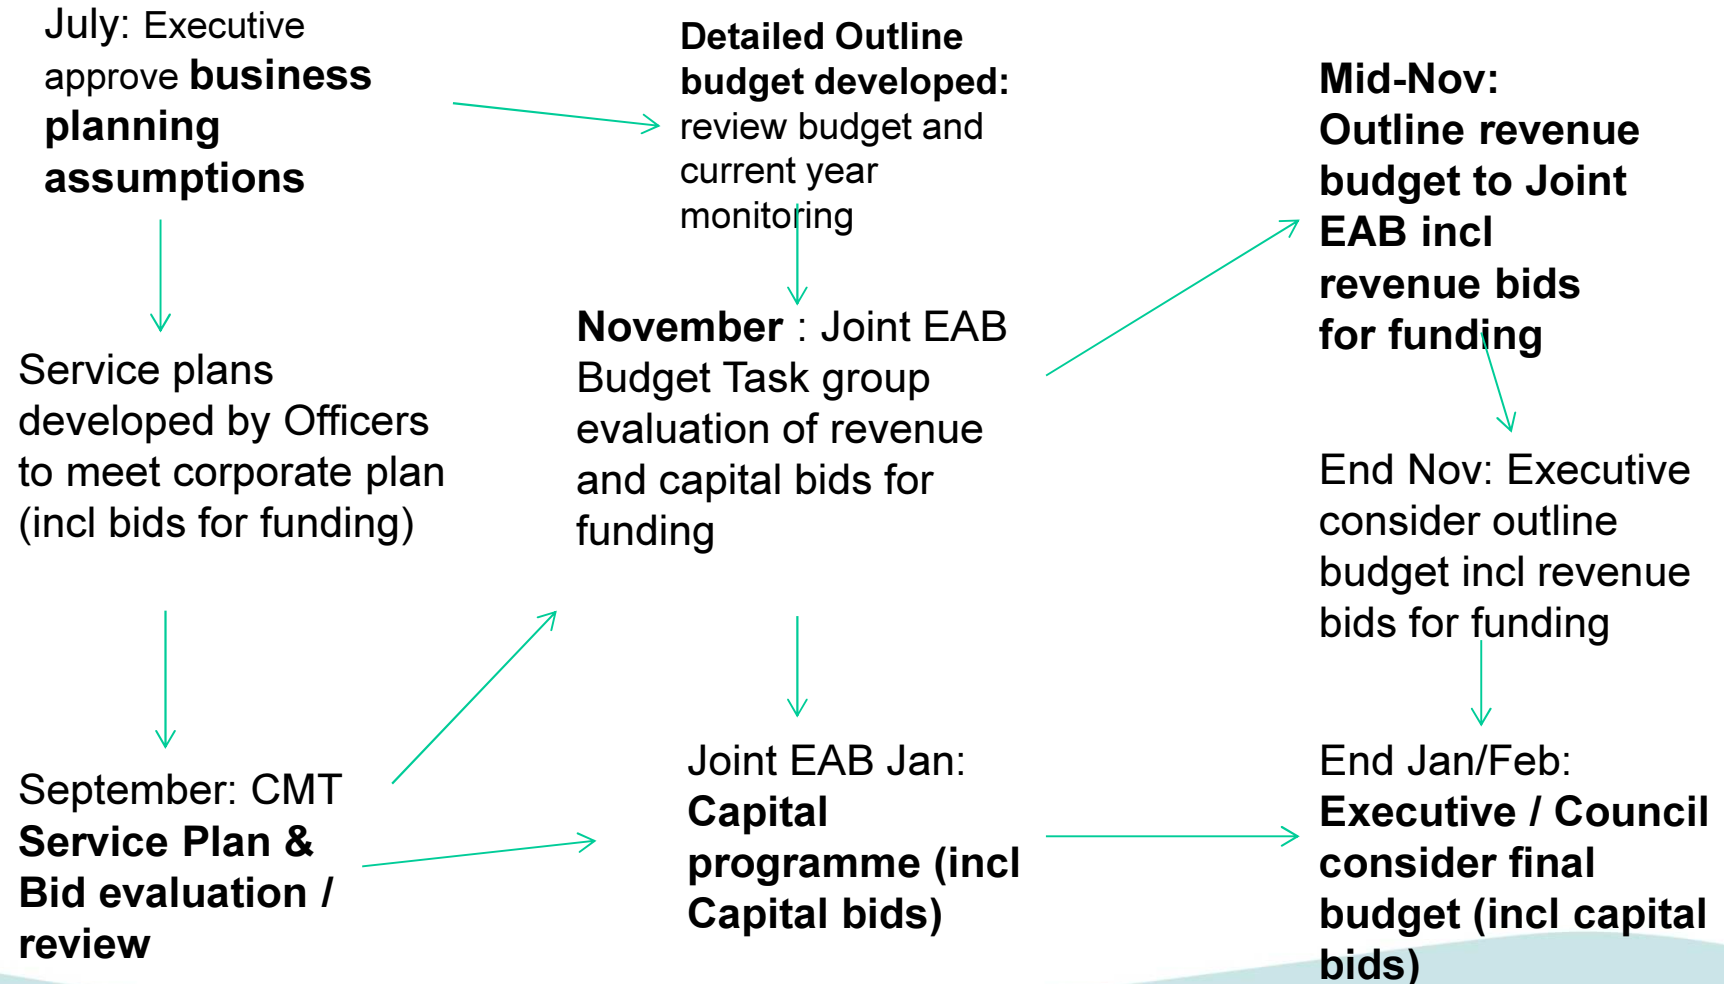 July: Executive
approve business
planning
assumptions
Service plans
developed by Officers
to meet corporate plan
(incl bids for funding)
September: CMT
Service Plan &
Bid evaluation /
review
Detailed Outline
budget developed:
review budget and
current year
monitoring
November : Joint EAB
Budget Task group
evaluation of revenue
and capital bids for
funding
Joint EAB Jan:
Capital
programme (incl
Capital bids)
Mid-Nov:
Outline revenue
budget to Joint
EAB incl
revenue bids
for funding
End Nov: Executive
consider outline
budget incl revenue
bids for funding
End Jan/Feb:
Executive / Council
consider final
budget (incl capital
bids)